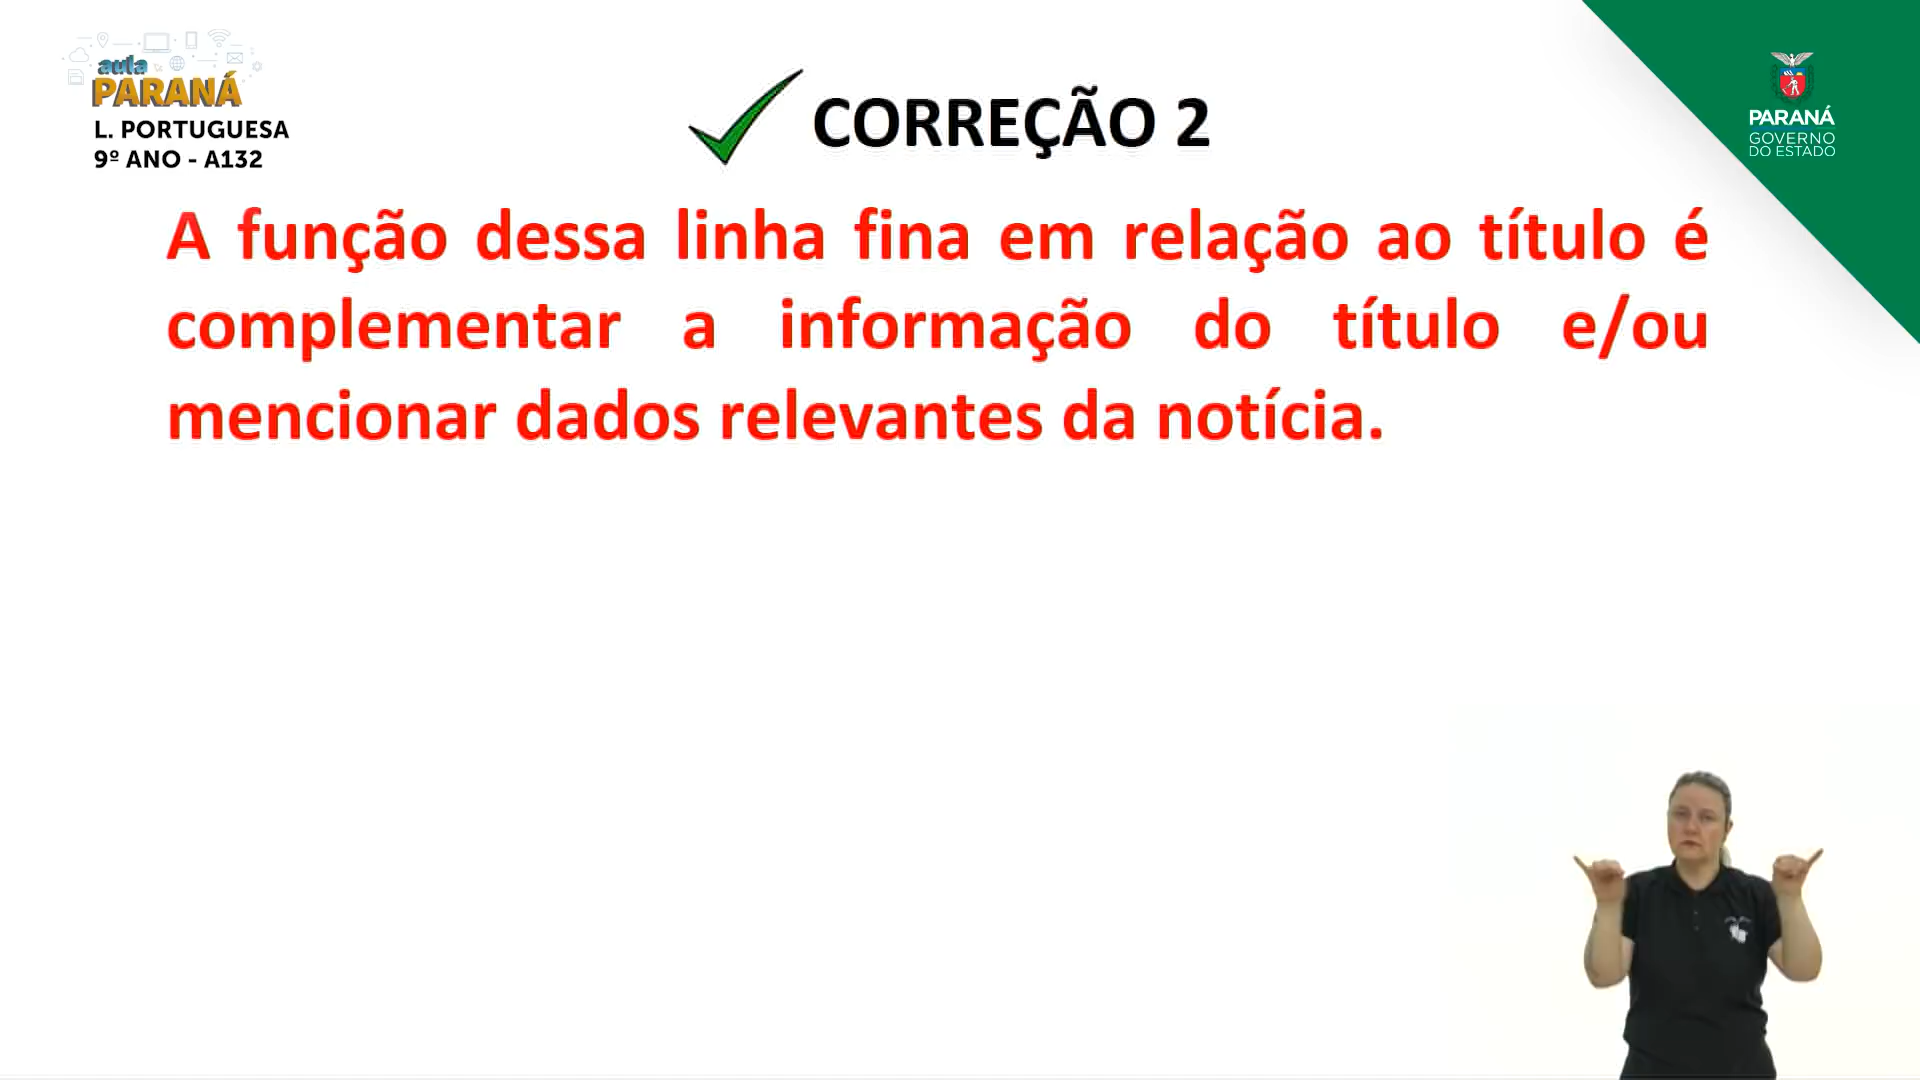 aula
PARANÁ
L. PORTUGUESA
9º ANO - A132
CORREÇÃO 2
PARANÁ
GOVERNO
DO ESTADO
A função dessa linha fina em relação ao título é
complementar a informação do título e/ou
mencionar dados relevantes da notícia.